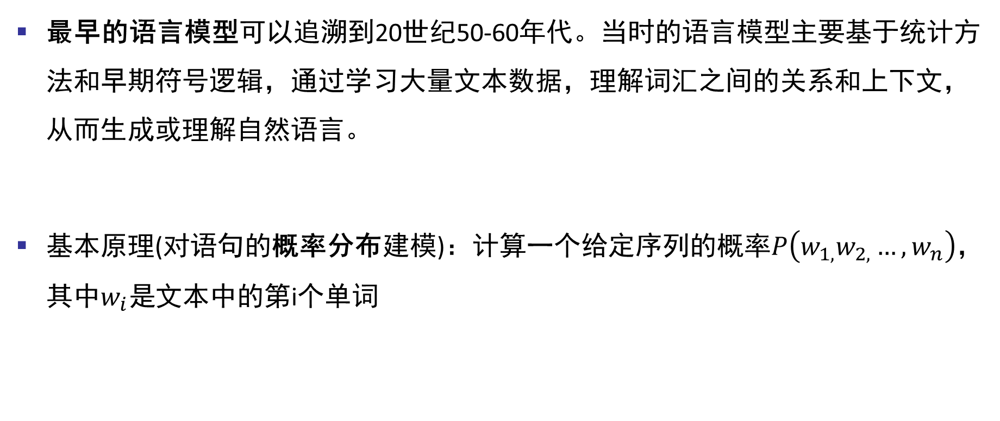 ▪ 最早的语言模型可以追溯到20世纪50-60年代。当时的语言模型主要基于统计方
法和早期符号逻辑，通过学习大量文本数据，理解词汇之间的关系和上下文，
从而生成或理解自然语言。
▪ 基本原理(对语句的概率分布建模)：计算一个给定序列的概率P(w₁,w₂, …, wₙ)，
其中wᵢ是文本中的第i个单词